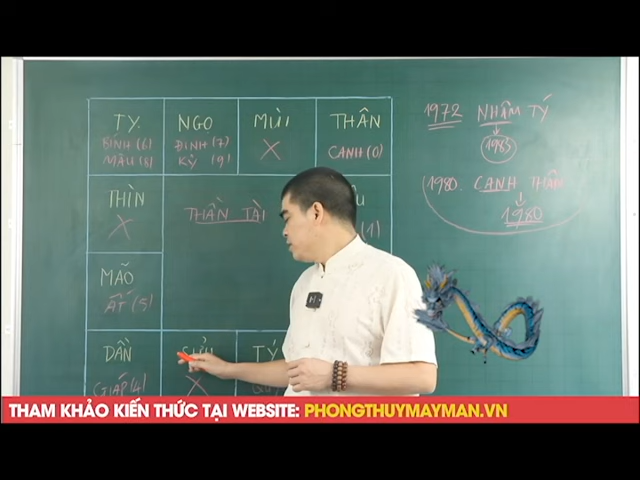 TỴ
BÍNH (6)
MẬU (8)
NGỌ
ĐINH (7)
KỶ (9)
MÙI
X
THÂN
CANH (0)
THÌN
X
THẦN TÀI
(1)
MÃO
ẤT (5)
DẦN
GIÁP (4)
SỬU
X
TÝ
1972 NHÂM TÝ
1983
1980. CANH THÂN
1980
THAM KHẢO KIẾN THỨC TẠI WEBSITE: PHONGTHUYMAYMAN.VN